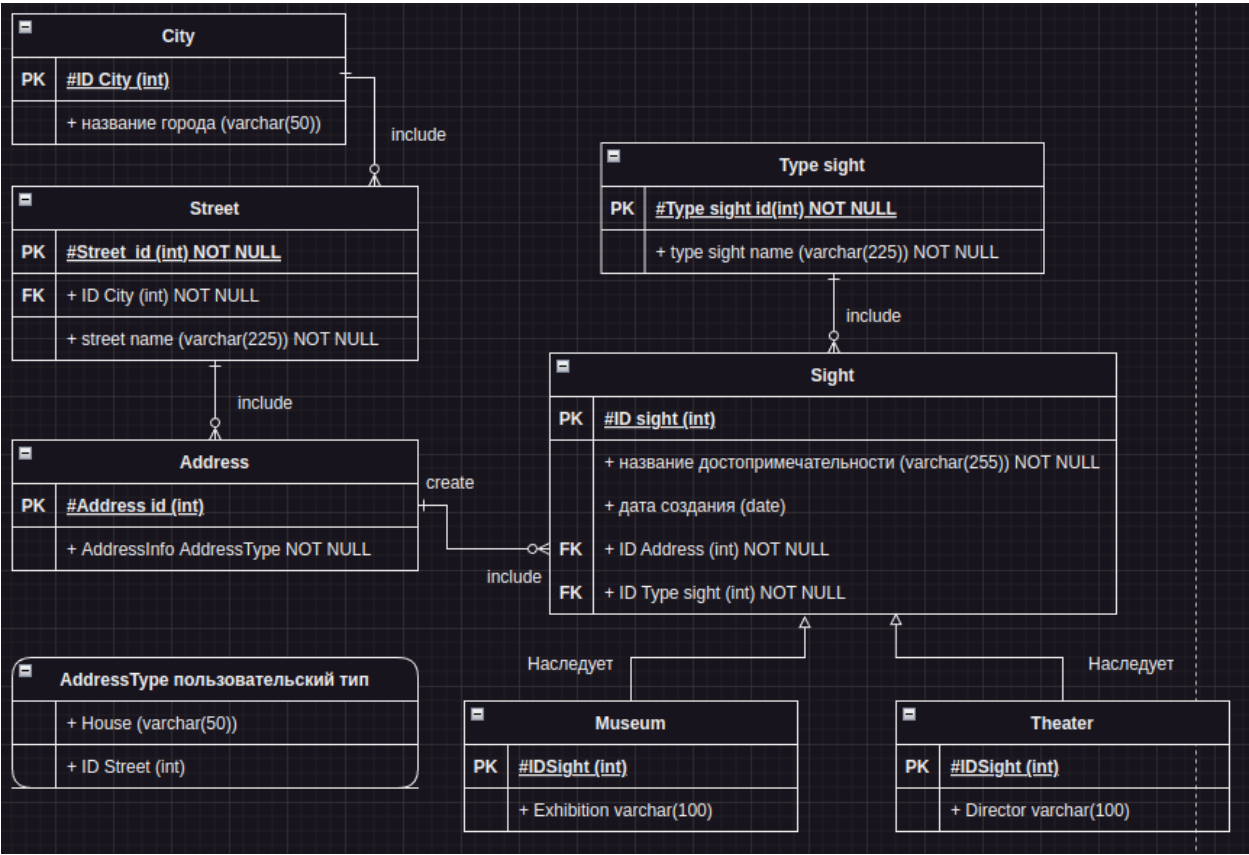 City
PK #ID City (int)
+ название города (varchar(50))
include
Street
PK #Street_id (int) NOT NULL
FK + ID City (int) NOT NULL
+ street name (varchar(225)) NOT NULL
include
Address
PK #Address id (int)
+ AddressInfo AddressType NOT NULL
create
include
AddressType пользовательский тип
+ House (varchar(50))
+ ID Street (int)
Type sight
PK #Type sight id(int) NOT NULL
+ type sight name (varchar(225)) NOT NULL
include
Sight
PK #ID sight (int)
+ название достопримечательности (varchar(255)) NOT NULL
+ дата создания (date)
FK + ID Address (int) NOT NULL
FK + ID Type sight (int) NOT NULL
Наследует
Наследует
Museum
PK #IDSight (int)
+ Exhibition varchar(100)
Theater
PK #IDSight (int)
+ Director varchar(100)